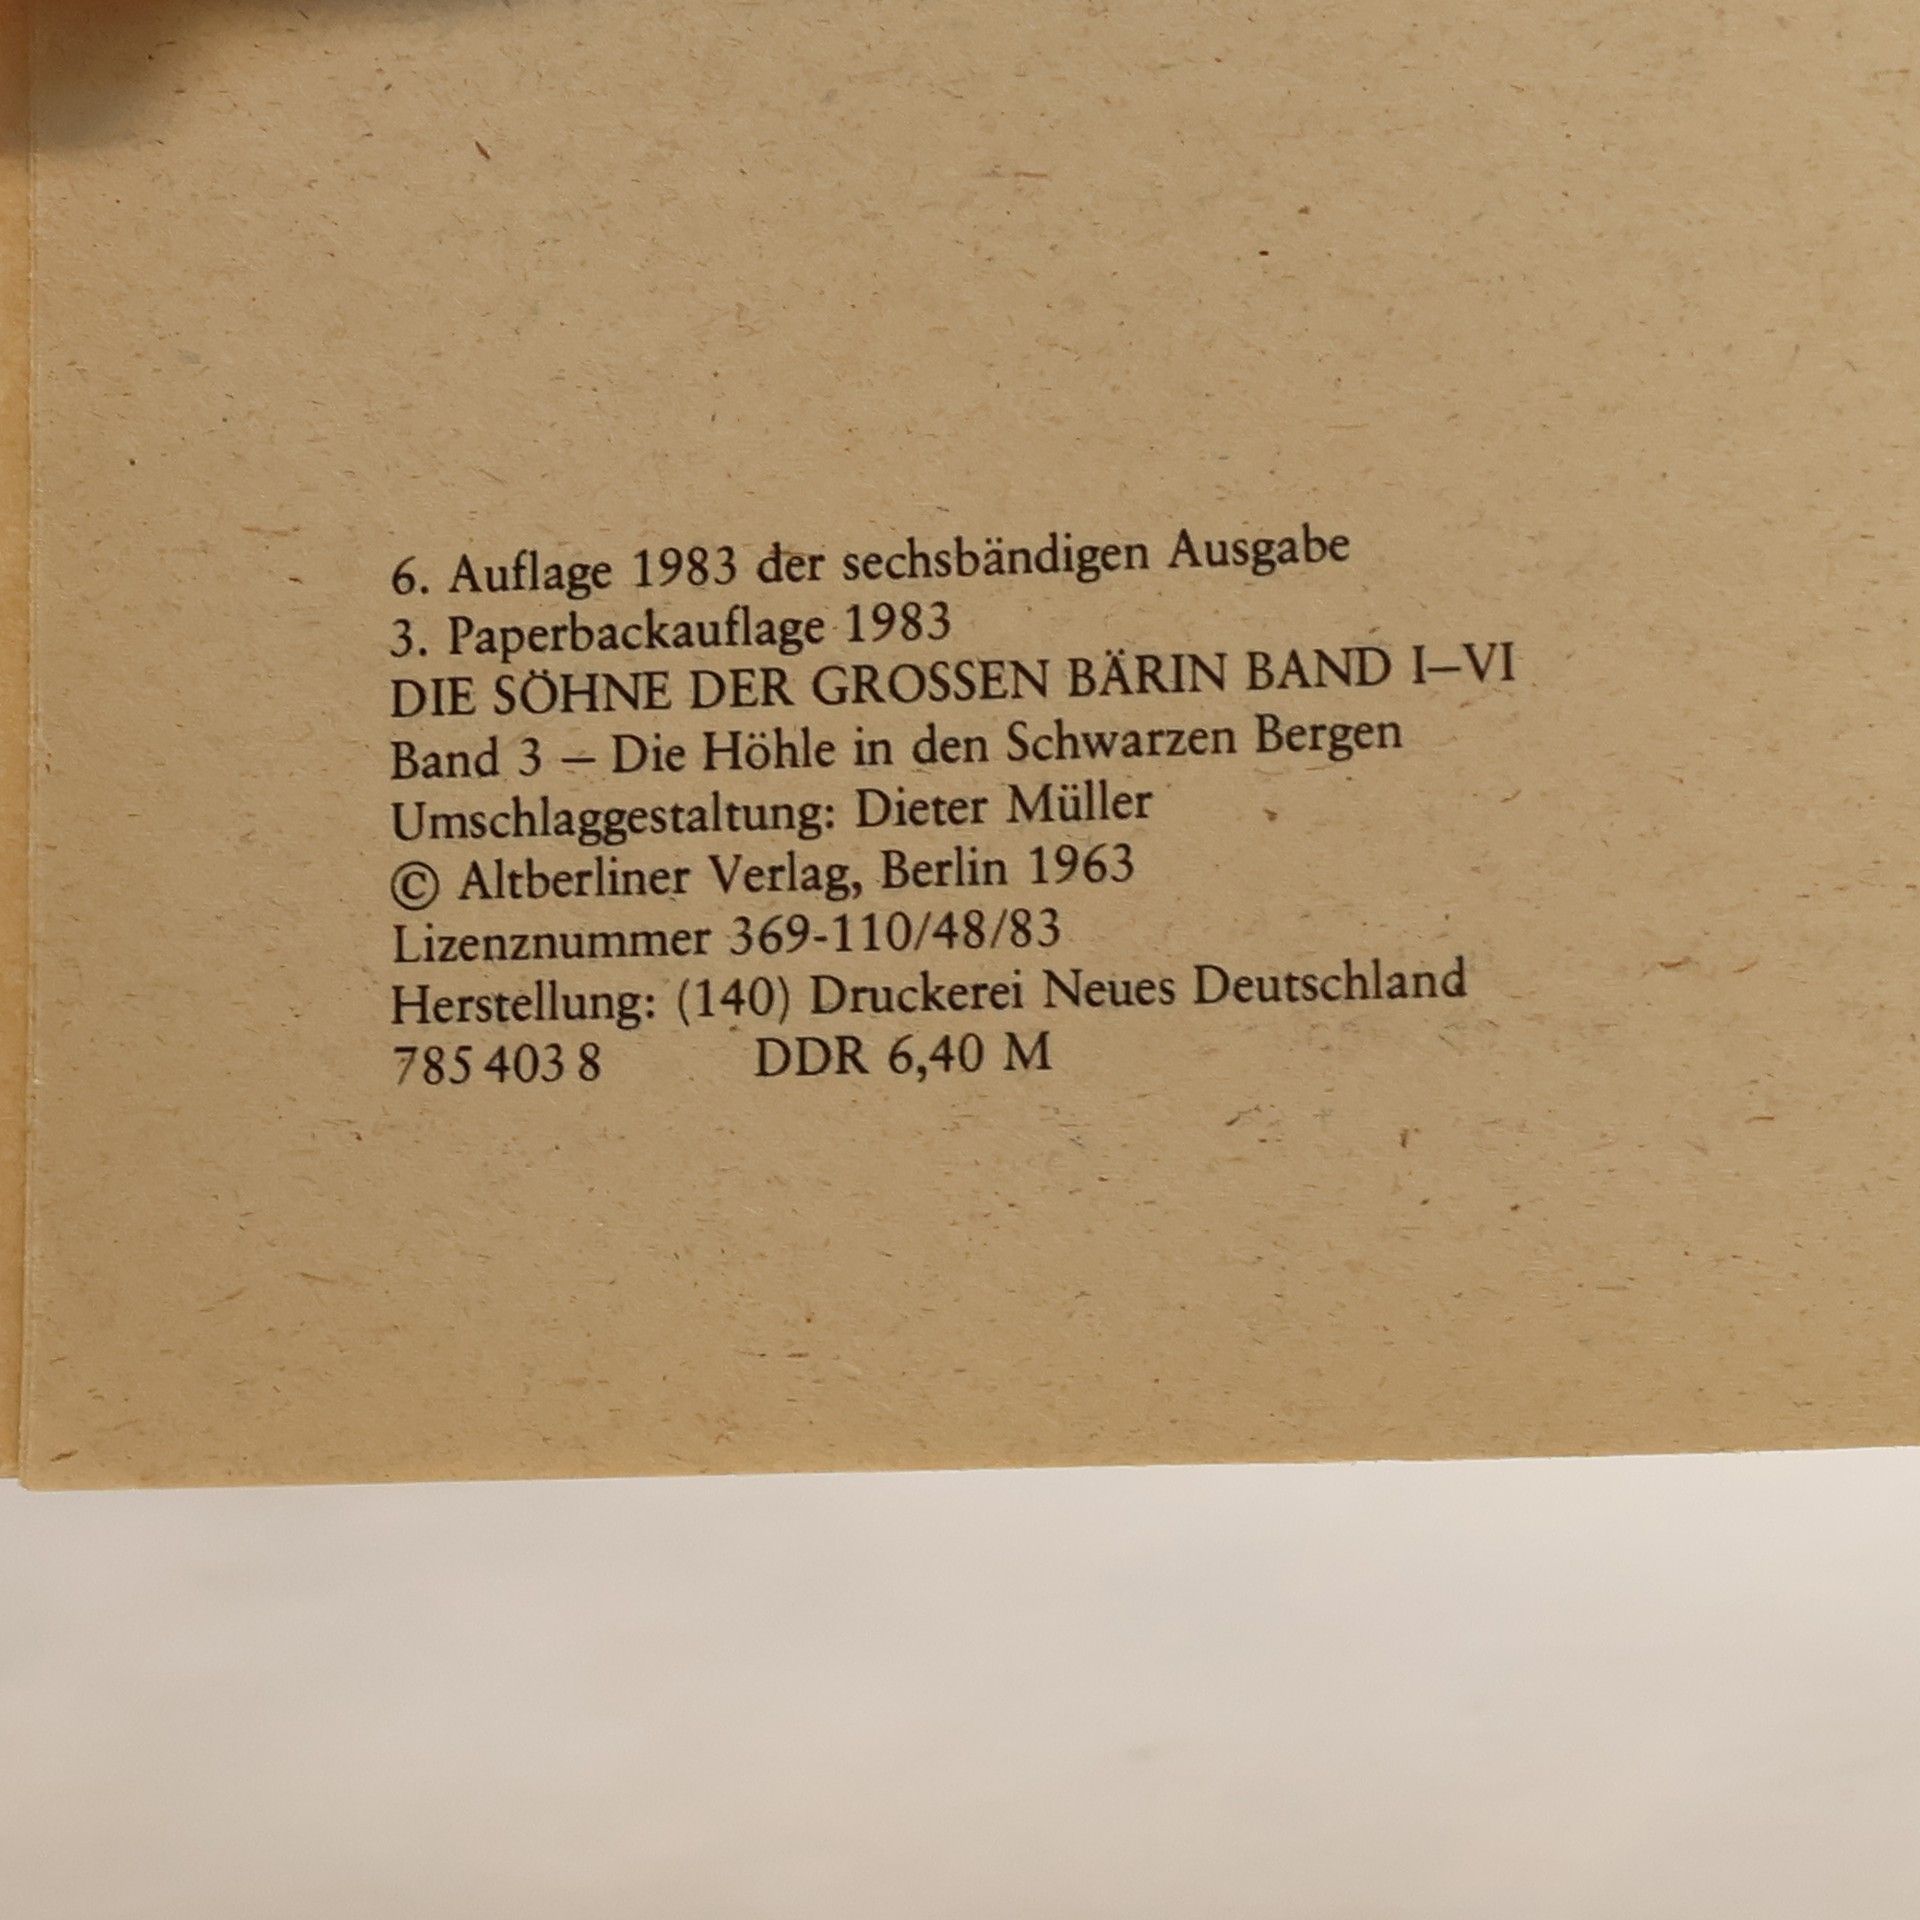 6. Auflage 1983 der sechsbändigen Ausgabe
3. Paperbackauflage 1983
DIE SÖHNE DER GROSSEN BÄRIN BAND I–VI
Band 3 – Die Höhle in den Schwarzen Bergen
Umschlaggestaltung: Dieter Müller
© Altberliner Verlag, Berlin 1963
Lizenznummer 369-110/48/83
Herstellung: (140) Druckerei Neues Deutschland
785 403 8 DDR 6,40 M